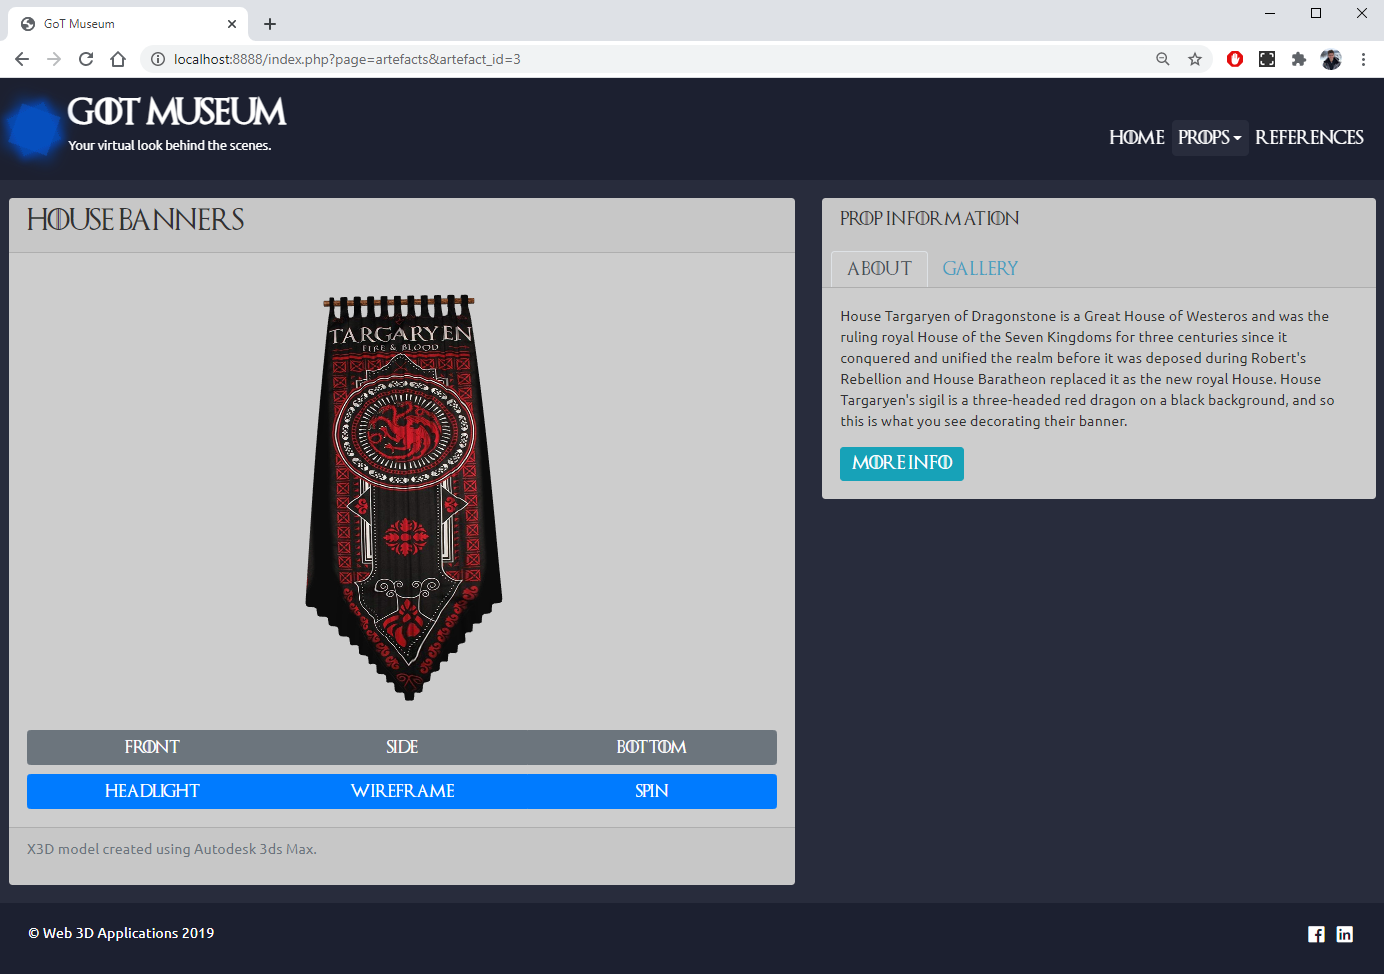 GoT Museum
localhost:8888/index.php?page=artefacts&artefact_id=3
GOT MUSEUM
Your virtual look behind the scenes.
HOME PROPS REFERENCES
HOUSE BANNERS
TARGARYEN
FIRE & BLOOD
FRONT SIDE BOTTOM
HEADLIGHT WIREFRAME SPIN
X3D model created using Autodesk 3ds Max.
PROP INFORMATION
ABOUT GALLERY
House Targaryen of Dragonstone is a Great House of Westeros and was the
ruling royal House of the Seven Kingdoms for three centuries since it
conquered and unified the realm before it was deposed during Robert's
Rebellion and House Baratheon replaced it as the new royal House. House
Targaryen's sigil is a three-headed red dragon on a black background, and so
this is what you see decorating their banner.
MORE INFO
© Web 3D Applications 2019